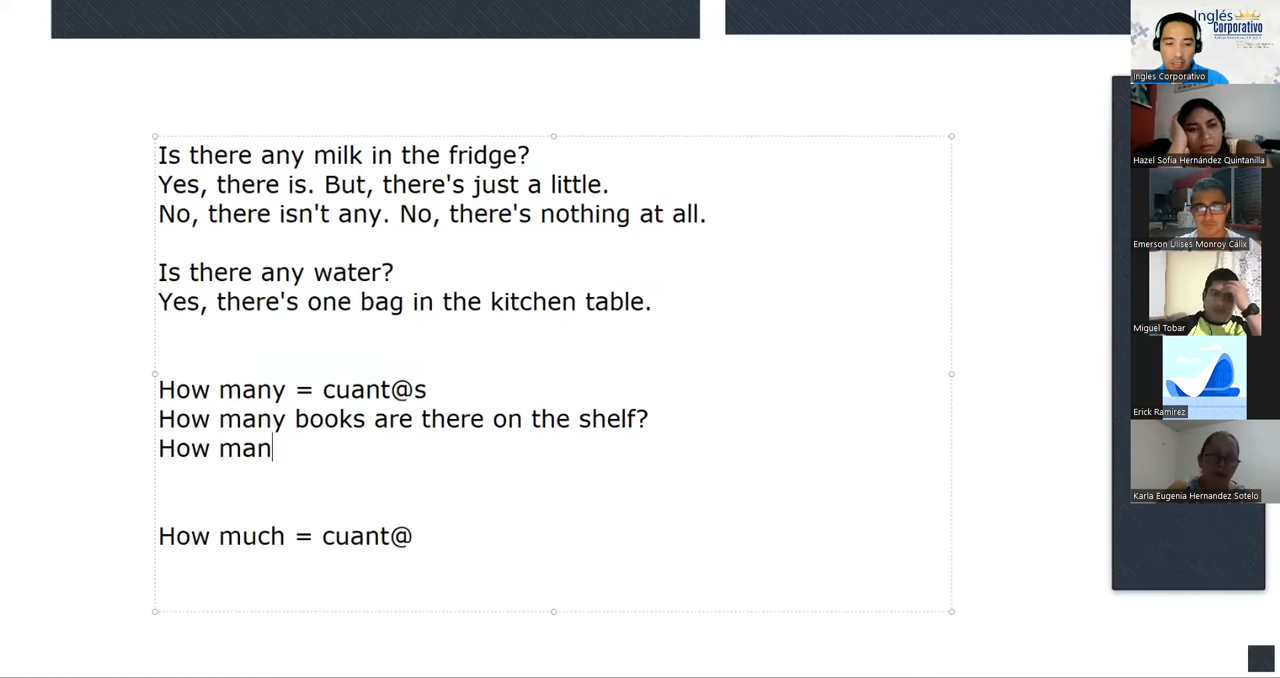 Is there any milk in the fridge?
Yes, there is. But, there's just a little.
No, there isn't any. No, there's nothing at all.
Is there any water?
Yes, there's one bag in the kitchen table.
How many = cuant@s
How many books are there on the shelf?
How man
How much = cuant@
Inglés
Corporativo
Ingles Corporativo
Hazel Sofia Hernández Quintanilla
Emerson Ulises Monroy Cálix
Miguel Tobar
Erick Ramirez
Karla Eugenia Hernandez Sotelo